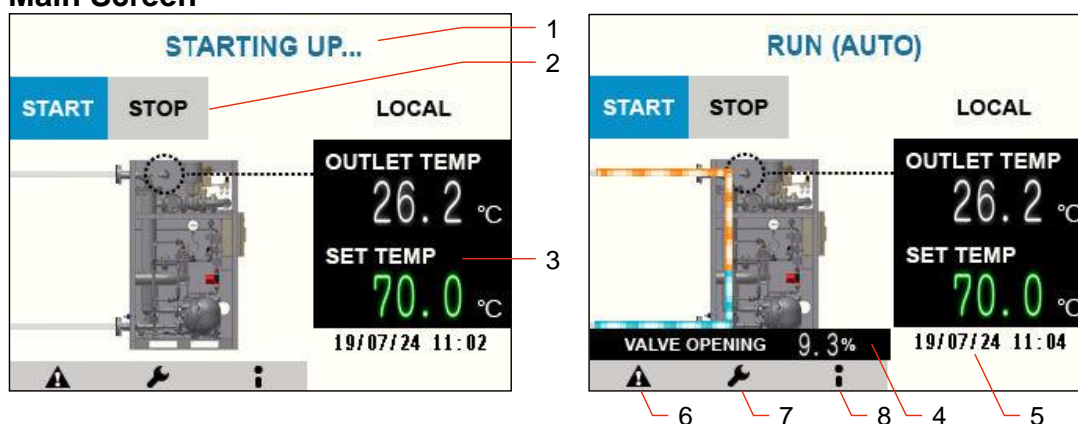 Main Screen
STARTING UP...
START STOP LOCAL
OUTLET TEMP
26.2 ℃
SET TEMP
70.0 ℃
19/07/24 11:02
1
2
3
RUN (AUTO)
START STOP LOCAL
OUTLET TEMP
26.2 ℃
SET TEMP
70.0 ℃
VALVE OPENING 9.3%
19/07/24 11:04
6 7 8 4 5